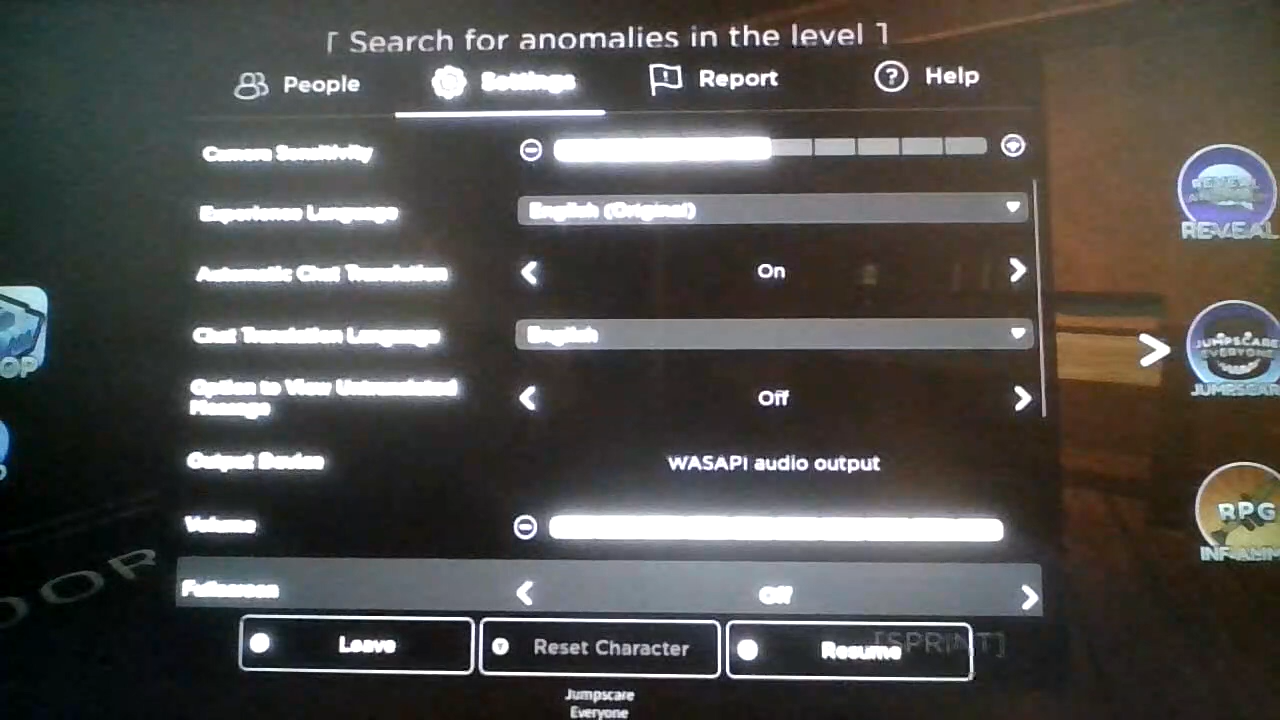 [ Search for anomalies in the level ]
People Settings Report Help
Camera Sensitivity
Experience Language English (Original)
Automatic Chat Translation On
Chat Translation Language English
Option to View Untranslated
Message Off
Output Device WASAPI audio output
Volume
Fullscreen Off
Leave Reset Character Resume
[SPRINT]
Jumpscare
Everyone
REVEAL
JUMPSCARE
EVERYONE
RPG
OP
OOR